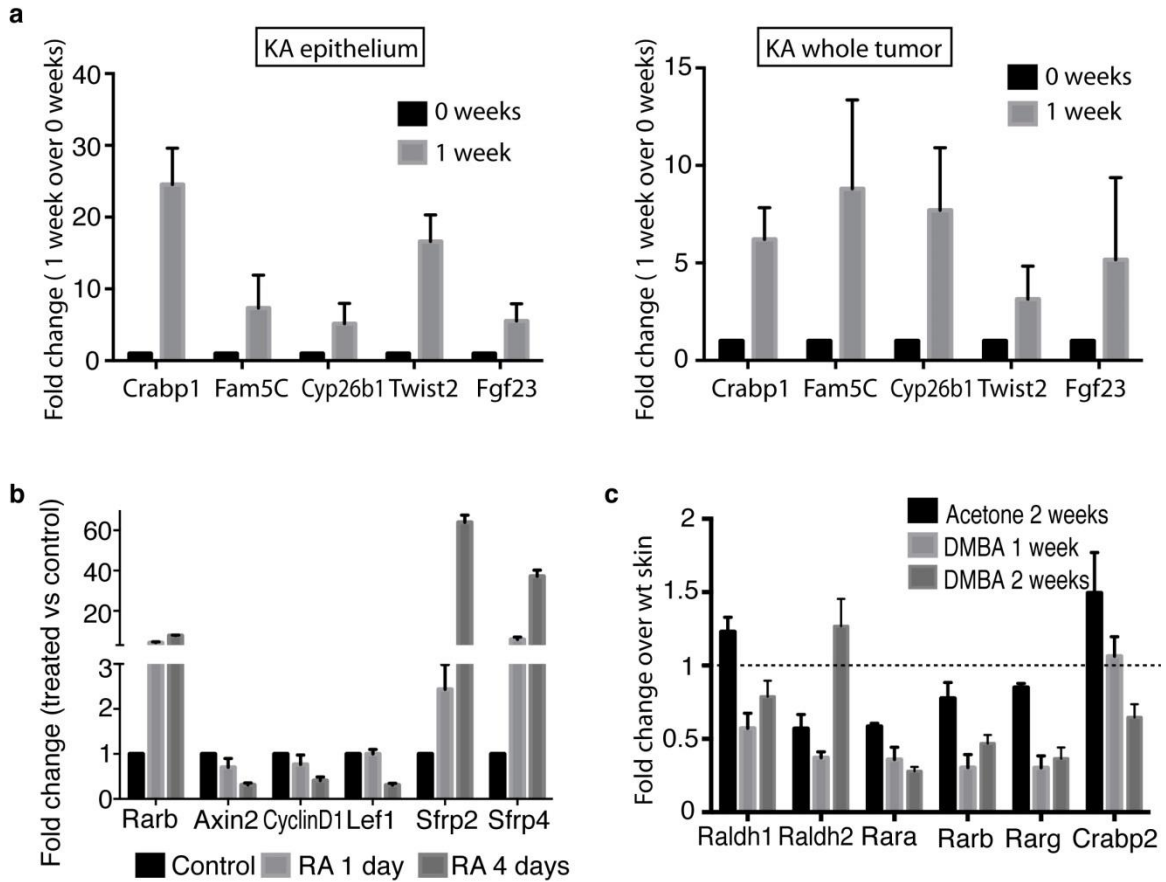 a
KA epithelium
KA whole tumor
Fold change ( 1 week over 0 weeks)
40
30
20
10
0
0 weeks
1 week
Crabp1 Fam5C Cyp26b1 Twist2 Fgf23
Fold change ( 1 week over 0 weeks)
15
10
5
0
0 weeks
1 week
Crabp1 Fam5C Cyp26b1 Twist2 Fgf23
b
Fold change (treated vs control)
60
40
20
3
2
1
0
Rarb Axin2 CyclinD1 Lef1 Sfrp2 Sfrp4
Control RA 1 day RA 4 days
c
Fold change over wt skin
2
1.5
1
0.5
0
Acetone 2 weeks
DMBA 1 week
DMBA 2 weeks
Raldh1 Raldh2 Rara Rarb Rarg Crabp2